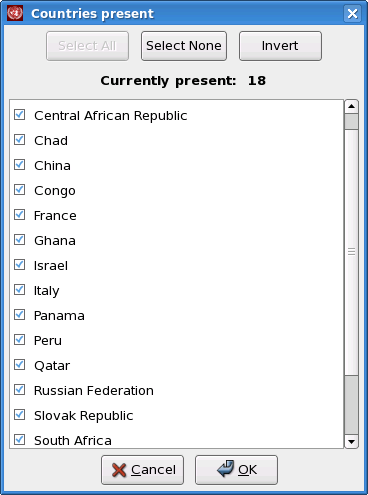 Countries present
Select All Select None Invert
Currently present: 18
Central African Republic
Chad
China
Congo
France
Ghana
Israel
Italy
Panama
Peru
Qatar
Russian Federation
Slovak Republic
South Africa
Cancel OK